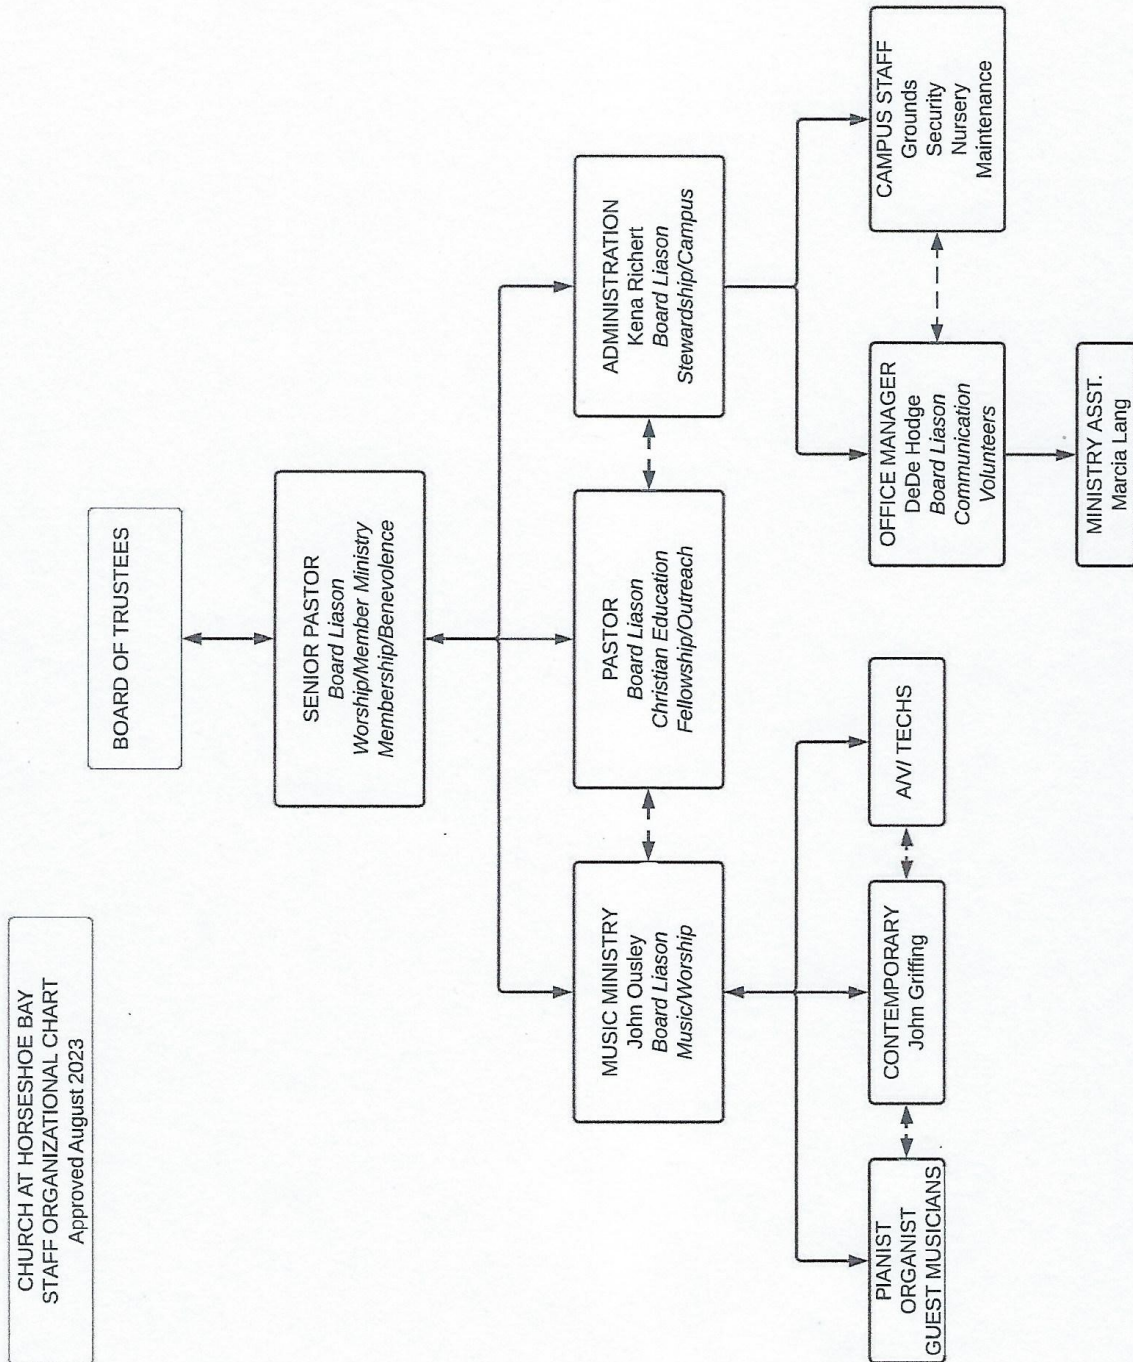 CHURCH AT HORSESHOE BAY
STAFF ORGANIZATIONAL CHART
Approved August 2023
BOARD OF TRUSTEES
SENIOR PASTOR
Board Liason
Worship/Member Ministry
Membership/Benevolence
MUSIC MINISTRY
John Ousley
Board Liason
Music/Worship
PASTOR
Board Liason
Christian Education
Fellowship/Outreach
ADMINISTRATION
Kena Richert
Board Liason
Stewardship/Campus
PIANIST
ORGANIST
GUEST MUSICIANS
CONTEMPORARY
John Griffing
A/V/ TECHS
OFFICE MANAGER
DeDe Hodge
Board Liason
Communication
Volunteers
CAMPUS STAFF
Grounds
Security
Nursery
Maintenance
MINISTRY ASST.
Marcia Lang